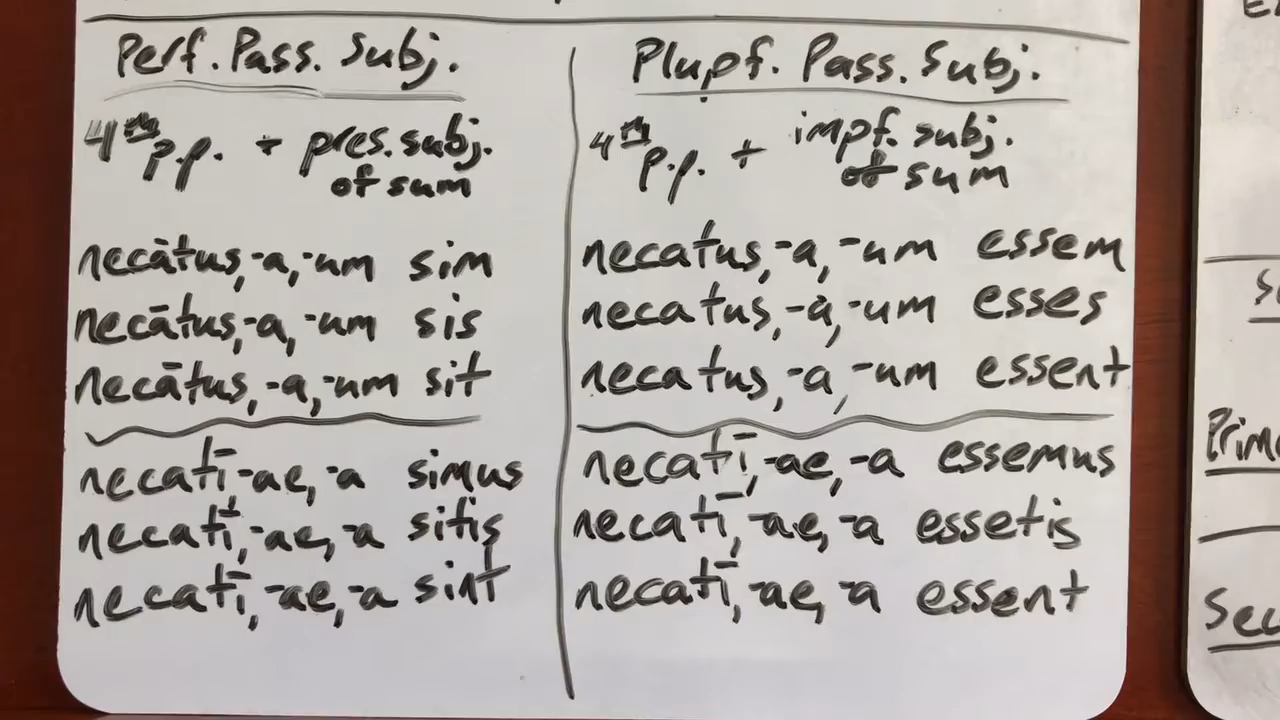 Perf. Pass. Subj.
4th p.p. + pres. subj.
of sum
necātus, -a, -um sim
necātus, -a, -um sis
necātus, -a, -um sit
necatī -ae, -a simus
necatī, -ae, -a sitis
necatī, -ae, -a sint
Plupf. Pass. Subj.
4th p.p. + impf. subj.
of sum
necatus, -a, -um essem
necatus, -a, -um esses
necatus, -a, -um essent
necatī, -ae, -a essemus
necatī, -ae, -a essetis
necatī, -ae, -a essent